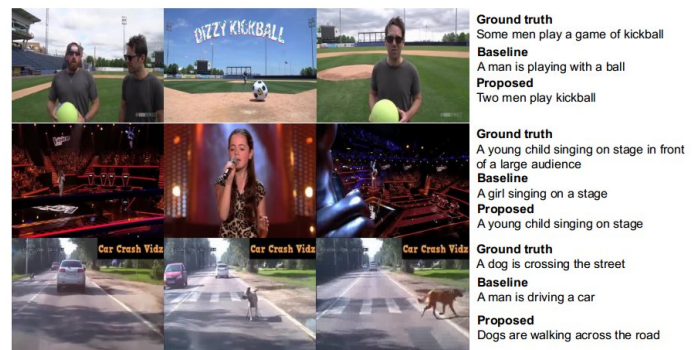 DIZZY KICKBALL
Ground truth
Some men play a game of kickball
Baseline
A man is playing with a ball
Proposed
Two men play kickball
Ground truth
A young child singing on stage in front
of a large audience
Baseline
A girl singing on a stage
Proposed
A young child singing on stage
Car Crash Vidz
Car Crash Vidz
Car Crash Vidz
Ground truth
A dog is crossing the street
Baseline
A man is driving a car
Proposed
Dogs are walking across the road